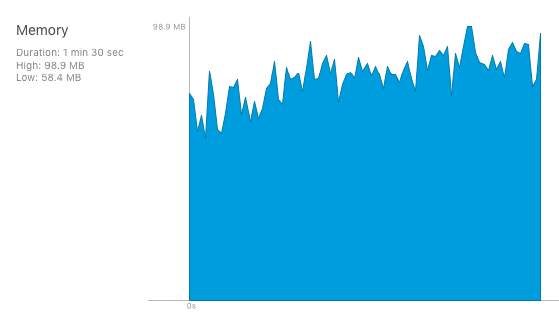 Memory
Duration: 1 min 30 sec
High: 98.9 MB
Low: 58.4 MB
98.9 MB
0s